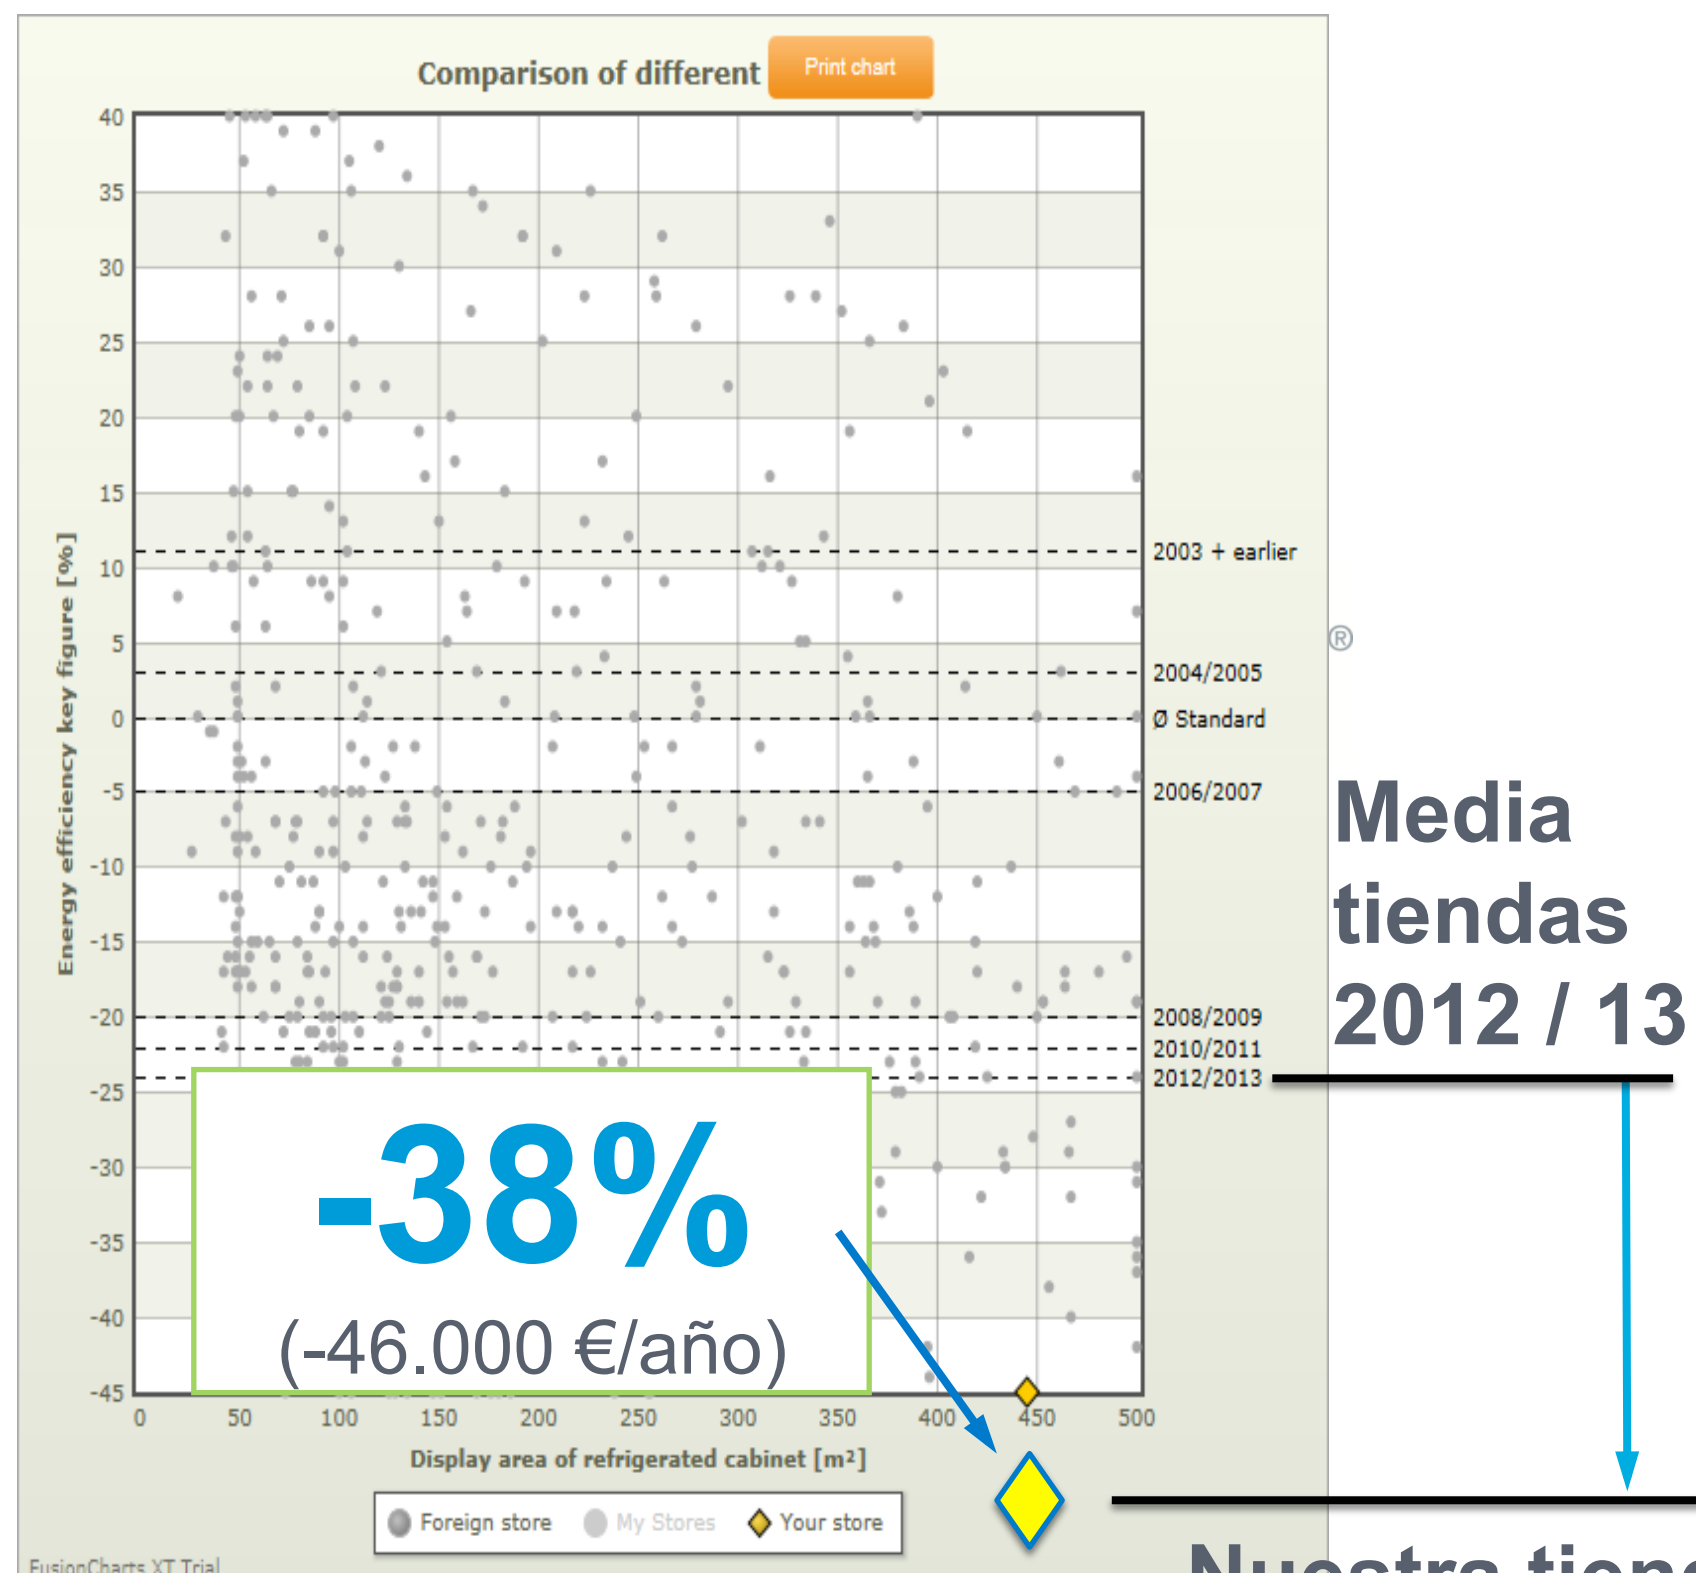 Comparison of different
Print chart
40
35
30
25
20
15
10
5
0
-5
-10
-15
-20
-25
-30
-35
-40
-45
Energy efficiency key figure [%]
2003 + earlier
2004/2005
Ø Standard
2006/2007
2008/2009
2010/2011
2012/2013
®
Media
tiendas
2012 / 13
-38%
(-46.000 €/año)
0 50 100 150 200 250 300 350 400 450 500
Display area of refrigerated cabinet [m²]
Foreign store My Stores Your store
FusionCharts XT Trial
Nuestra